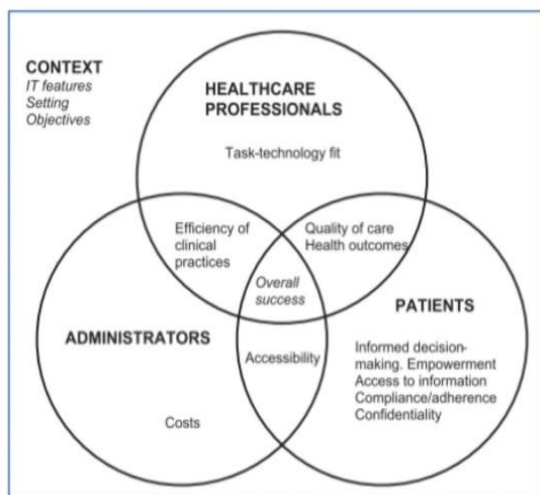 CONTEXT
IT features
Setting
Objectives
HEALTHCARE
PROFESSIONALS
Task-technology fit
Efficiency of
clinical
practices
Quality of care
Health outcomes
Overall
success
ADMINISTRATORS
Accessibility
Costs
PATIENTS
Informed decision-
making. Empowerment
Access to information
Compliance/adherence
Confidentiality